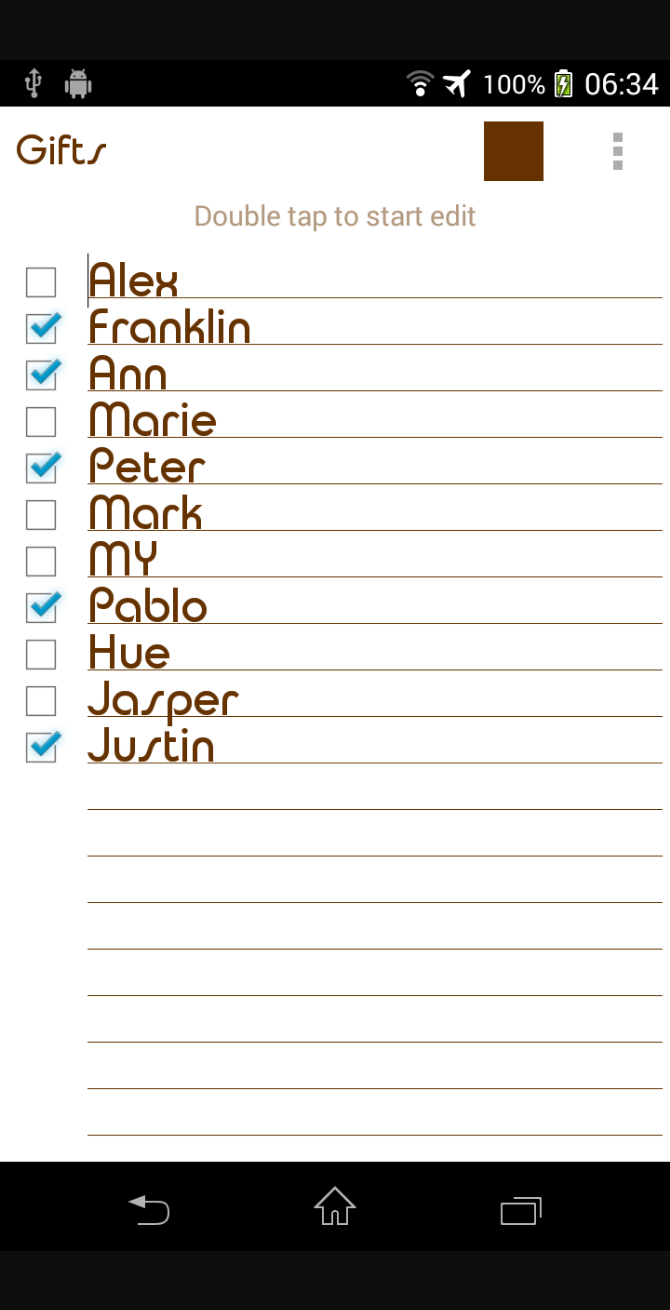 100% 06:34
Gifts
Double tap to start edit
Alex
Franklin
Ann
Marie
Peter
Mark
MY
Pablo
Hue
Jasper
Justin